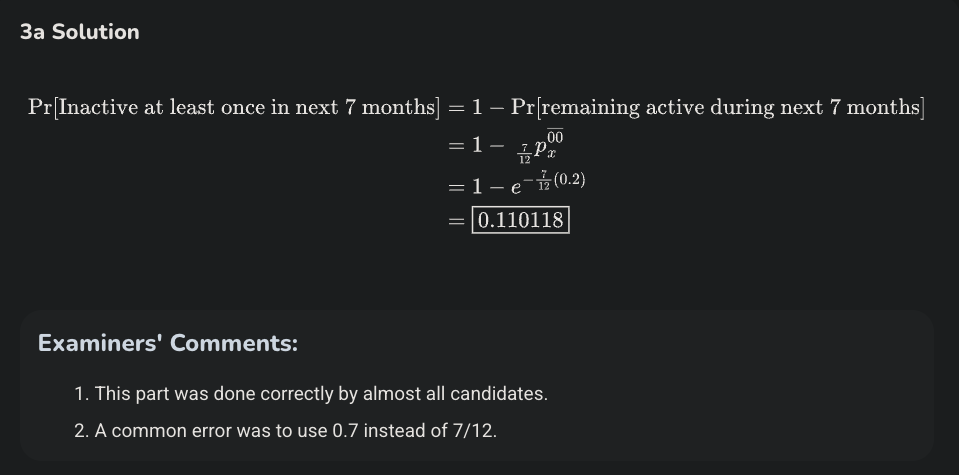 3a Solution
Pr[Inactive at least once in next 7 months] = 1 − Pr[remaining active during next 7 months]
= 1 − $_{\frac{7}{12}}p_x^{\overline{00}}$
= 1 − $e^{-\frac{7}{12}(0.2)}$
= 0.110118
Examiners' Comments:
1. This part was done correctly by almost all candidates.
2. A common error was to use 0.7 instead of 7/12.